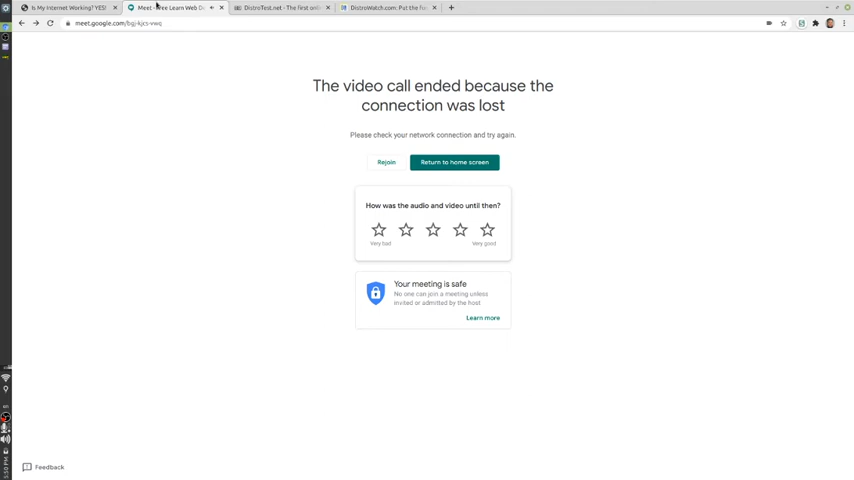 Is My Internet Working? YES!
Meet - Free Learn Web D
DistroTest.net - The first onli
DistroWatch.com: Put the fu
meet.google.com/bgj-kjcs-vwq
The video call ended because the
connection was lost
Please check your network connection and try again.
Rejoin
Return to home screen
How was the audio and video until then?
Very bad
Very good
Your meeting is safe
No one can join a meeting unless
invited or admitted by the host
Learn more
5:50 PM
Feedback